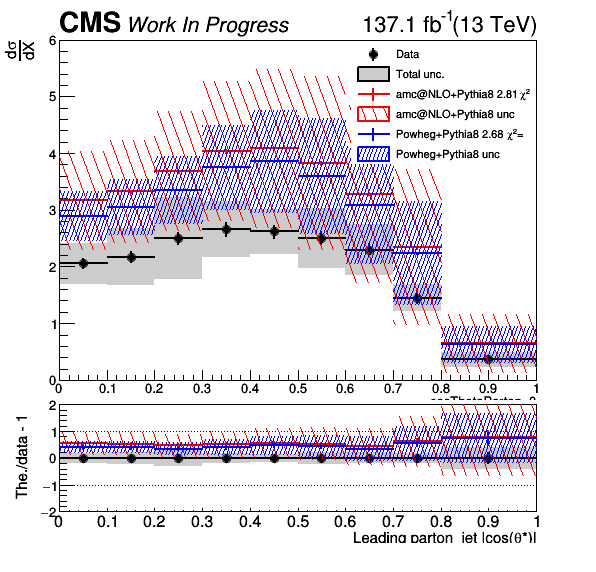 CMS Work In Progress 137.1 fb⁻¹(13 TeV)
dσ
dX
6
5
4
3
2
1
0
Data
Total unc.
amc@NLO+Pythia8 2.81 χ²
amc@NLO+Pythia8 unc
Powheg+Pythia8 2.68 χ²=
Powheg+Pythia8 unc
0 0.1 0.2 0.3 0.4 0.5 0.6 0.7 0.8 0.9 1
The./data - 1
2
1
0
−1
−2
0 0.1 0.2 0.3 0.4 0.5 0.6 0.7 0.8 0.9 1
Leading parton jet |cos(θ*)|